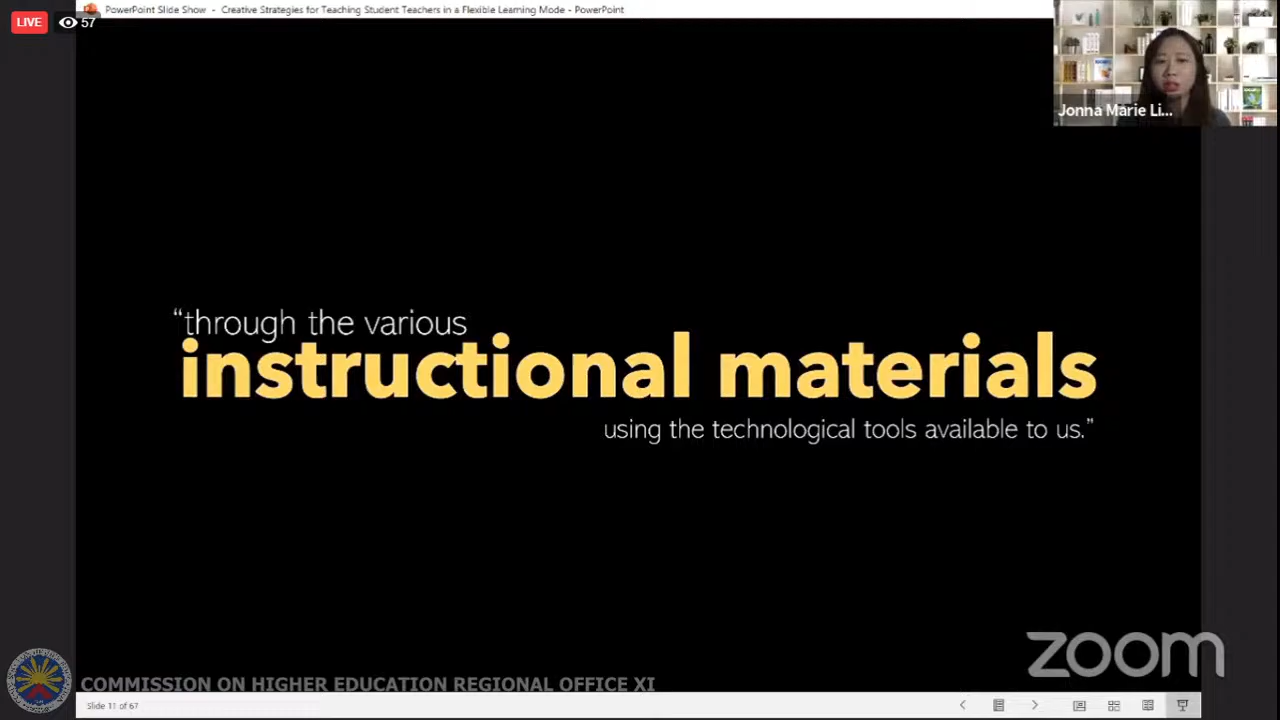 PowerPoint Slide Show - Creative Strategies for Teaching Student Teachers in a Flexible Learning Mode - PowerPoint
LIVE 57
Jonna Marie Li...
“through the various
instructional materials
using the technological tools available to us.”
zoom
COMMISSION ON HIGHER EDUCATION REGIONAL OFFICE XI
Slide 11 of 67